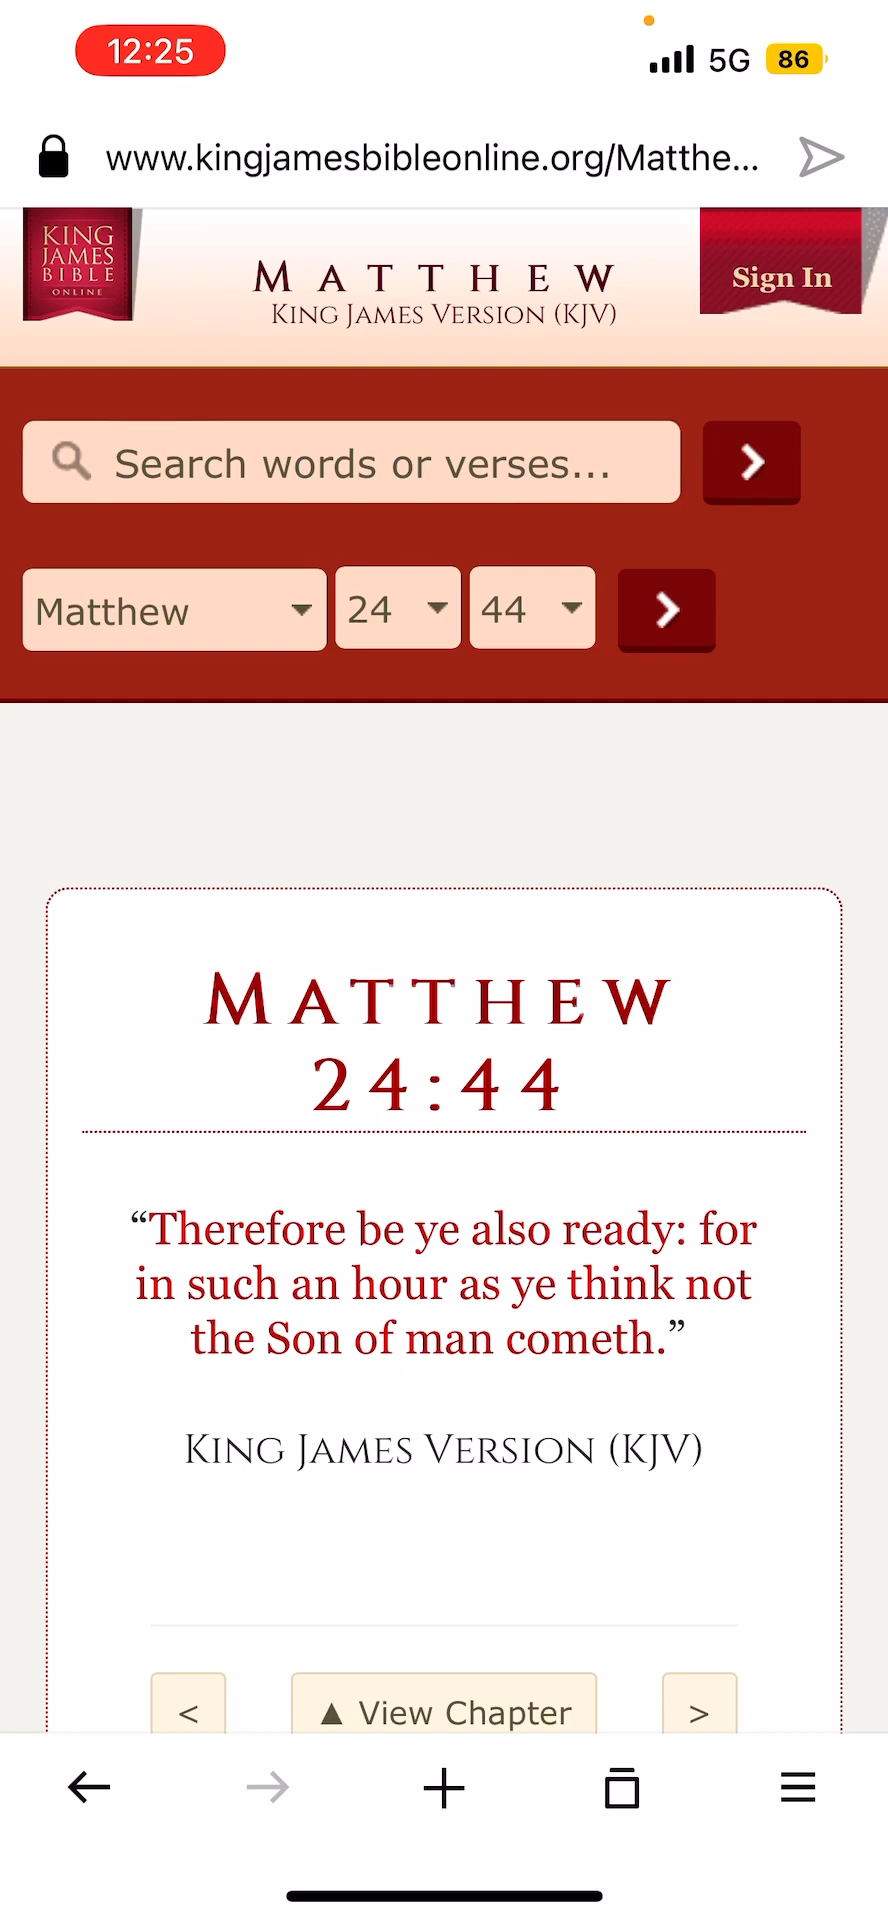 12:25
5G 86
www.kingjamesbibleonline.org/Matthe...
KING
JAMES
BIBLE
ONLINE
MATTHEW
KING JAMES VERSION (KJV)
Sign In
Search words or verses...
Matthew 24 44
MATTHEW
24:44
“Therefore be ye also ready: for
in such an hour as ye think not
the Son of man cometh.”
KING JAMES VERSION (KJV)
< ▲ View Chapter >